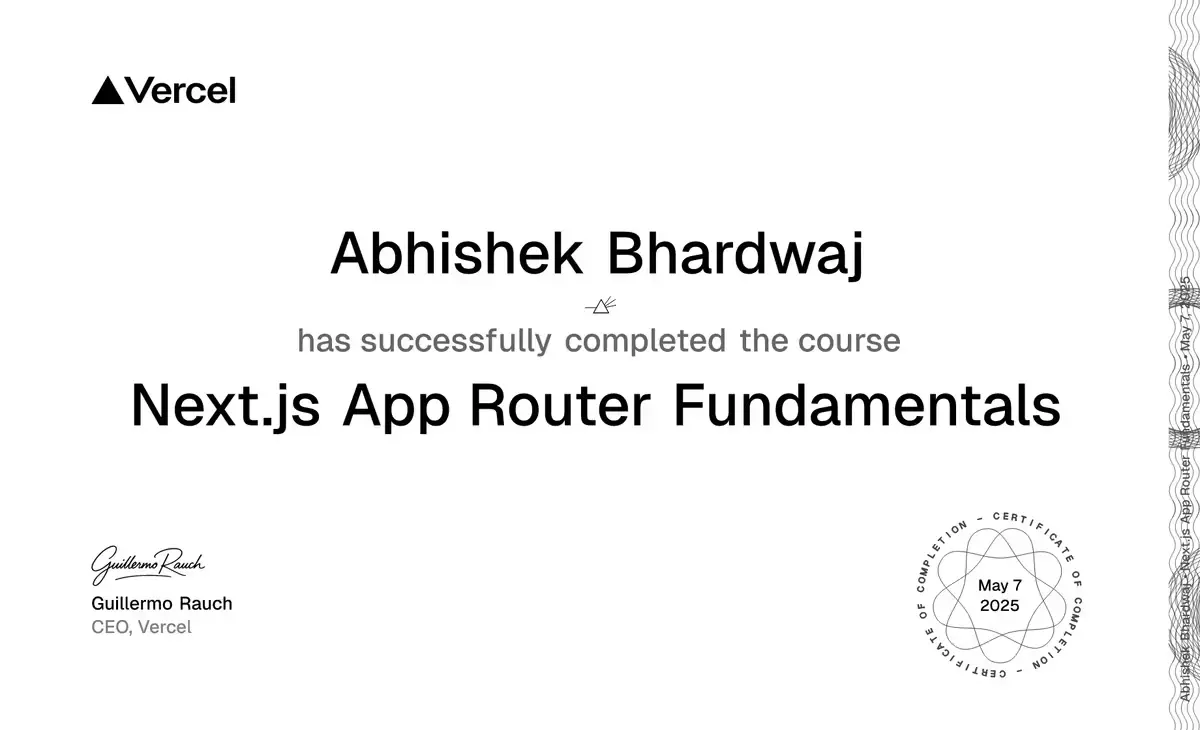 Vercel
Abhishek Bhardwaj
has successfully completed the course
Next.js App Router Fundamentals
Guillermo Rauch
Guillermo Rauch
CEO, Vercel
CERTIFICATE OF COMPLETION – CERTIFICATE OF COMPLETION –
May 7
2025
Abhishek Bhardwaj • Next.js App Router Fundamentals • May 7, 2025